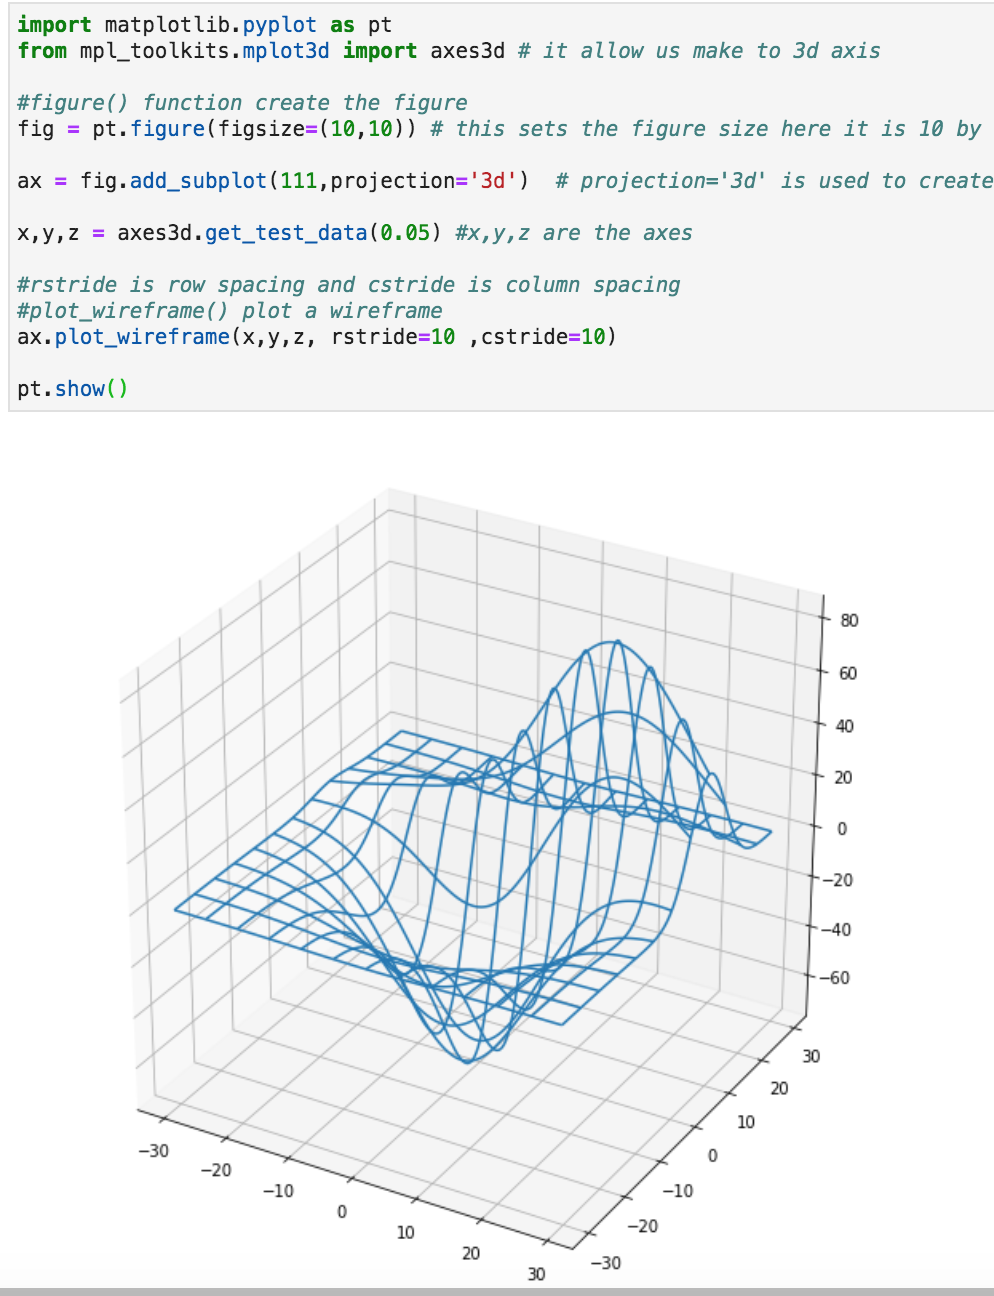 import matplotlib.pyplot as pt
from mpl_toolkits.mplot3d import axes3d # it allow us make to 3d axis
#figure() function create the figure
fig = pt.figure(figsize=(10,10)) # this sets the figure size here it is 10 by
ax = fig.add_subplot(111,projection='3d')  # projection='3d' is used to create
x,y,z = axes3d.get_test_data(0.05) #x,y,z are the axes
#rstride is row spacing and cstride is column spacing
#plot_wireframe() plot a wireframe
ax.plot_wireframe(x,y,z, rstride=10 ,cstride=10)
pt.show()
80
60
40
20
0
−20
−40
−60
−30
−20
−10
0
10
20
30
30
20
10
0
−10
−20
−30